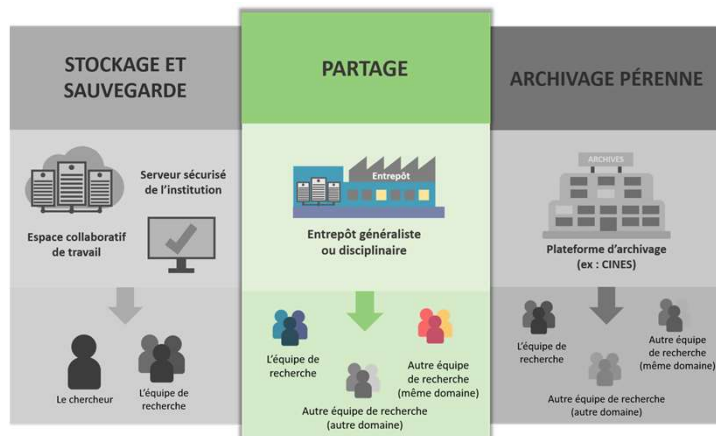 STOCKAGE ET
SAUVEGARDE
Serveur sécurisé
de l'institution
Espace collaboratif
de travail
Le chercheur
L'équipe de
recherche
PARTAGE
Entrepôt
Entrepôt généraliste
ou disciplinaire
L'équipe de
recherche
Autre équipe
de recherche
(même domaine)
Autre équipe de recherche
(autre domaine)
ARCHIVAGE PÉRENNE
ARCHIVES
Plateforme d'archivage
(ex : CINES)
L'équipe de
recherche
Autre équipe
de recherche
(même domaine)
Autre équipe de recherche
(autre domaine)